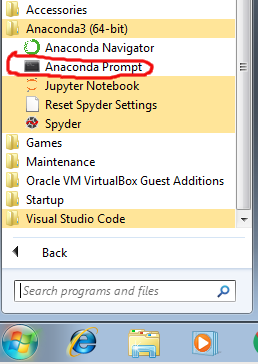 Accessories
Anaconda3 (64-bit)
Anaconda Navigator
Anaconda Prompt
Jupyter Notebook
Reset Spyder Settings
Spyder
Games
Maintenance
Oracle VM VirtualBox Guest Additions
Startup
Visual Studio Code
Back
Search programs and files